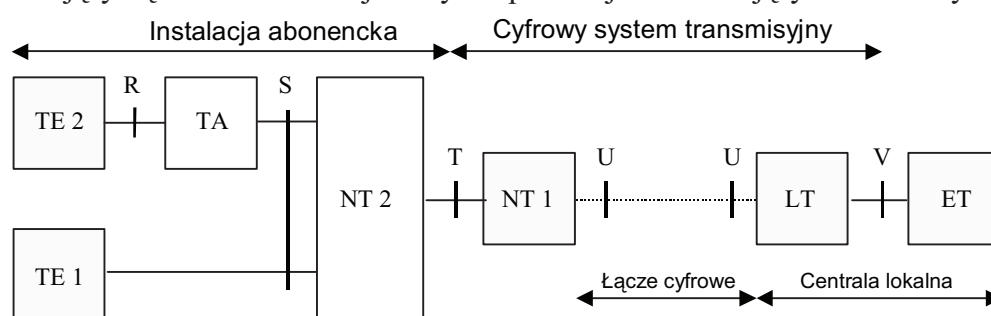 Instalacja abonencka
Cyfrowy system transmisyjny
R
S
TE 2
TA
T
U
U
V
NT 2
NT 1
LT
ET
TE 1
Łącze cyfrowe
Centrala lokalna